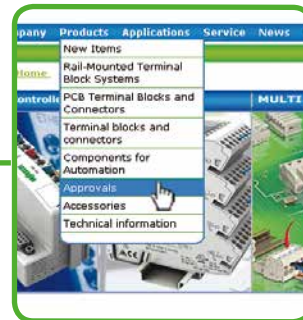 pany Products Applications Service News
Home
New Items
Rail-Mounted Terminal
Block Systems
ontrolle
PCB Terminal Blocks and
Connectors
MULTI
Terminal blocks and
connectors
Components for
Automation
Approvals
Accessories
Technical information